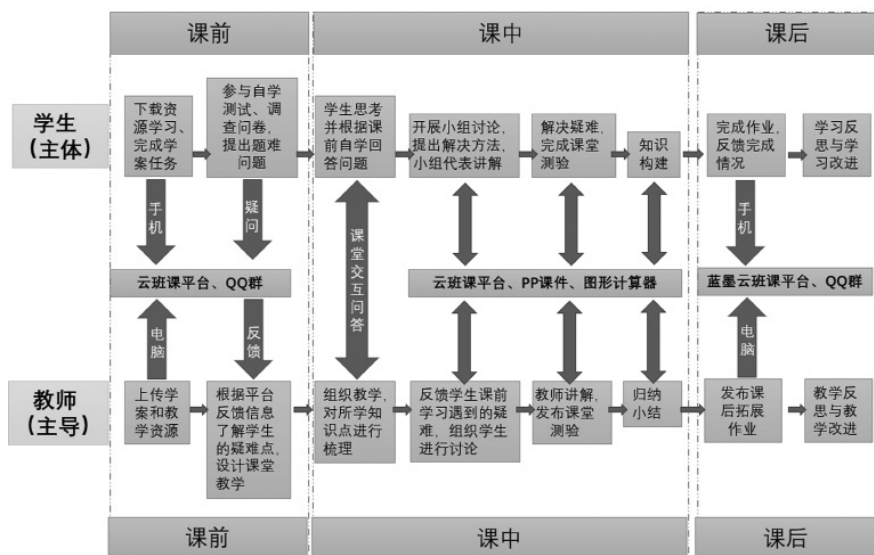 课前
课中
课后
学生
（主体）
下载资
源学习、
完成学
案任务
参与自学
测试、调
查问卷，
提出题难
问题
学生思考
并根据课
前自学回
答问题
开展小组讨论，
提出解决方法，
小组代表讲解
解决疑难，
完成课堂
测验
知识
构建
完成作业，
反馈完成
情况
学习反
思与学
习改进
手机
疑问
课堂交互问答
手机
云班课平台、QQ群
云班课平台、PP课件、图形计算器
蓝墨云班课平台、QQ群
电脑
反馈
电脑
教师
（主导）
上传学
案和教
学资源
根据平台
反馈信息
了解学生
的疑难点，
设计课堂
教学
组织教学，
对所学知
识点进行
梳理
反馈学生课前
学习遇到的疑
难，组织学生
进行讨论
教师讲解，
发布课堂
测验
归纳
小结
发布课
后拓展
作业
教学反
思与教
学改进
课前
课中
课后